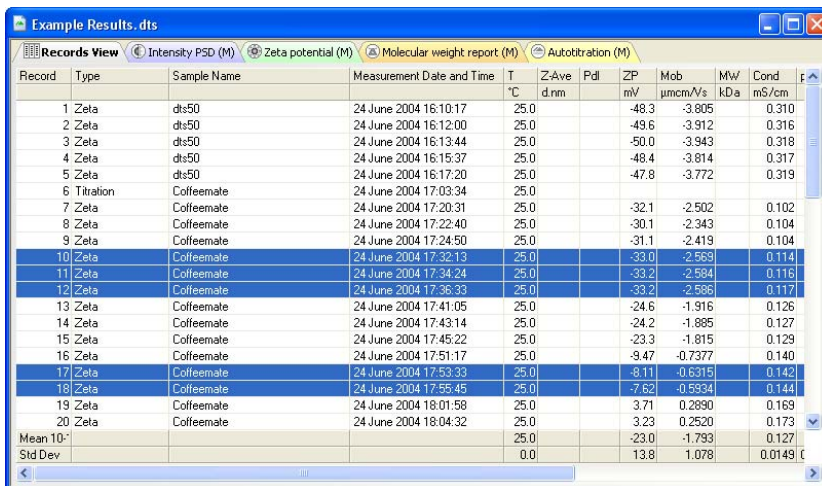 Example Results.dts
Records View Intensity PSD (M) Zeta potential (M) Molecular weight report (M) Autotitration (M)
Record Type Sample Name Measurement Date and Time T Z-Ave PdI ZP Mob MW Cond
°C d.nm mV µmcm/Vs kDa mS/cm
1 Zeta dts50 24 June 2004 16:10:17 25.0 -48.3 -3.805 0.310
2 Zeta dts50 24 June 2004 16:12:00 25.0 -49.6 -3.912 0.316
3 Zeta dts50 24 June 2004 16:13:44 25.0 -50.0 -3.943 0.318
4 Zeta dts50 24 June 2004 16:15:37 25.0 -48.4 -3.814 0.317
5 Zeta dts50 24 June 2004 16:17:20 25.0 -47.8 -3.772 0.319
6 Titration Coffeemate 24 June 2004 17:03:34 25.0
7 Zeta Coffeemate 24 June 2004 17:20:31 25.0 -32.1 -2.502 0.102
8 Zeta Coffeemate 24 June 2004 17:22:40 25.0 -30.1 -2.343 0.104
9 Zeta Coffeemate 24 June 2004 17:24:50 25.0 -31.1 -2.419 0.104
10 Zeta Coffeemate 24 June 2004 17:32:13 25.0 -33.0 -2.569 0.114
11 Zeta Coffeemate 24 June 2004 17:34:24 25.0 -33.2 -2.584 0.116
12 Zeta Coffeemate 24 June 2004 17:36:33 25.0 -33.2 -2.586 0.117
13 Zeta Coffeemate 24 June 2004 17:41:05 25.0 -24.6 -1.916 0.126
14 Zeta Coffeemate 24 June 2004 17:43:14 25.0 -24.2 -1.885 0.127
15 Zeta Coffeemate 24 June 2004 17:45:22 25.0 -23.3 -1.815 0.129
16 Zeta Coffeemate 24 June 2004 17:51:17 25.0 -9.47 -0.7377 0.140
17 Zeta Coffeemate 24 June 2004 17:53:33 25.0 -8.11 -0.6315 0.142
18 Zeta Coffeemate 24 June 2004 17:55:45 25.0 -7.62 -0.5934 0.144
19 Zeta Coffeemate 24 June 2004 18:01:58 25.0 3.71 0.2890 0.169
20 Zeta Coffeemate 24 June 2004 18:04:32 25.0 3.23 0.2520 0.173
Mean 10- 25.0 -23.0 -1.793 0.127
Std Dev 0.0 13.8 1.078 0.0149